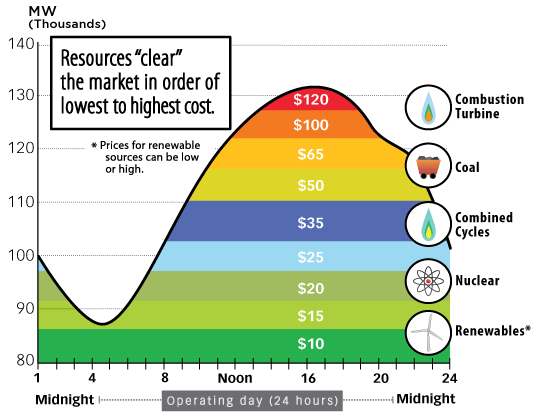 MW
(Thousands)
140
130
120
110
100
90
80
Resources “clear”
the market in order of
lowest to highest cost.
* Prices for renewable
sources can be low
or high.
$120
$100
$65
$50
$35
$25
$20
$15
$10
Combustion
Turbine
Coal
Combined
Cycles
Nuclear
Renewables*
1 4 8 Noon 16 20 24
Midnight Operating day (24 hours) Midnight